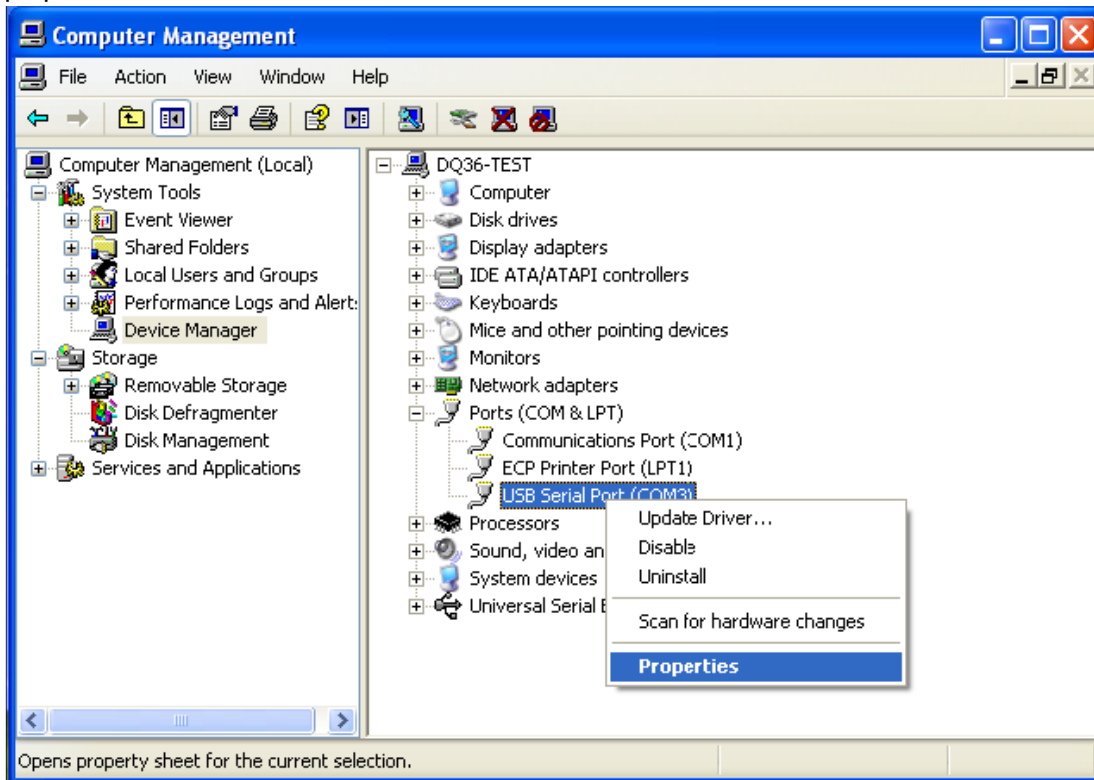 Computer Management
File Action View Window Help
Computer Management (Local)
System Tools
Event Viewer
Shared Folders
Local Users and Groups
Performance Logs and Alert:
Device Manager
Storage
Removable Storage
Disk Defragmenter
Disk Management
Services and Applications
DQ36-TEST
Computer
Disk drives
Display adapters
IDE ATA/ATAPI controllers
Keyboards
Mice and other pointing devices
Monitors
Network adapters
Ports (COM & LPT)
Communications Port (COM1)
ECP Printer Port (LPT1)
USB Serial Port (COM3)
Processors
Sound, video an
System devices
Universal Serial
Update Driver...
Disable
Uninstall
Scan for hardware changes
Properties
Opens property sheet for the current selection.